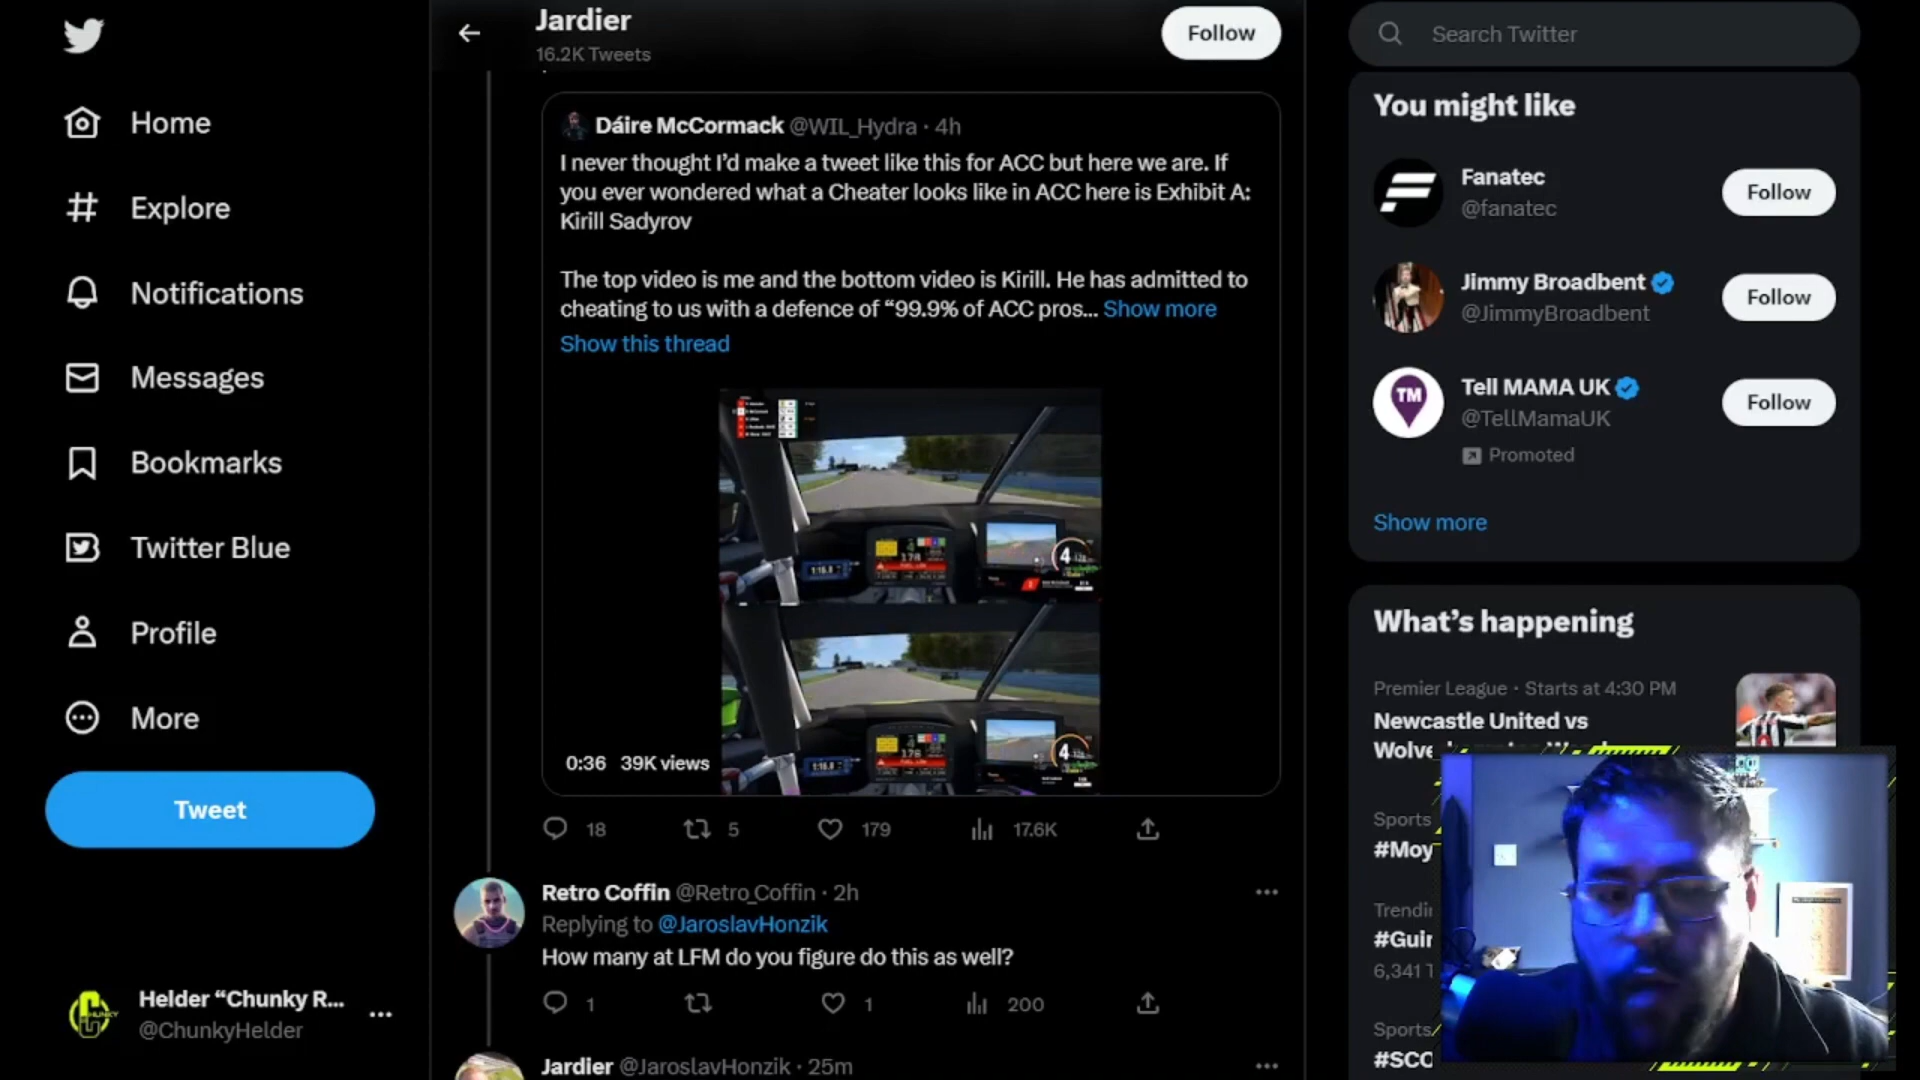 Home
Explore
Notifications
Messages
Bookmarks
Twitter Blue
Profile
More
Tweet
Helder “Chunky R...
@ChunkyHelder
Jardier
16.2K Tweets
Follow
Dáire McCormack @WIL_Hydra · 4h
I never thought I’d make a tweet like this for ACC but here we are. If
you ever wondered what a Cheater looks like in ACC here is Exhibit A:
Kirill Sadyrov
The top video is me and the bottom video is Kirill. He has admitted to
cheating to us with a defence of “99.9% of ACC pros... Show more
Show this thread
0:36 39K views
18 5 179 17.6K
Retro Coffin @Retro_Coffin · 2h
Replying to @JaroslavHonzik
How many at LFM do you figure do this as well?
1 1 200
Jardier @JaroslavHonzik · 25m
Search Twitter
You might like
Fanatec
@fanatec
Follow
Jimmy Broadbent
@JimmyBroadbent
Follow
Tell MAMA UK
@TellMamaUK
Follow
TM
Promoted
Show more
What’s happening
Premier League · Starts at 4:30 PM
Newcastle United vs
Sports
#Moy
#Guir
6,341
Sports
#SCO